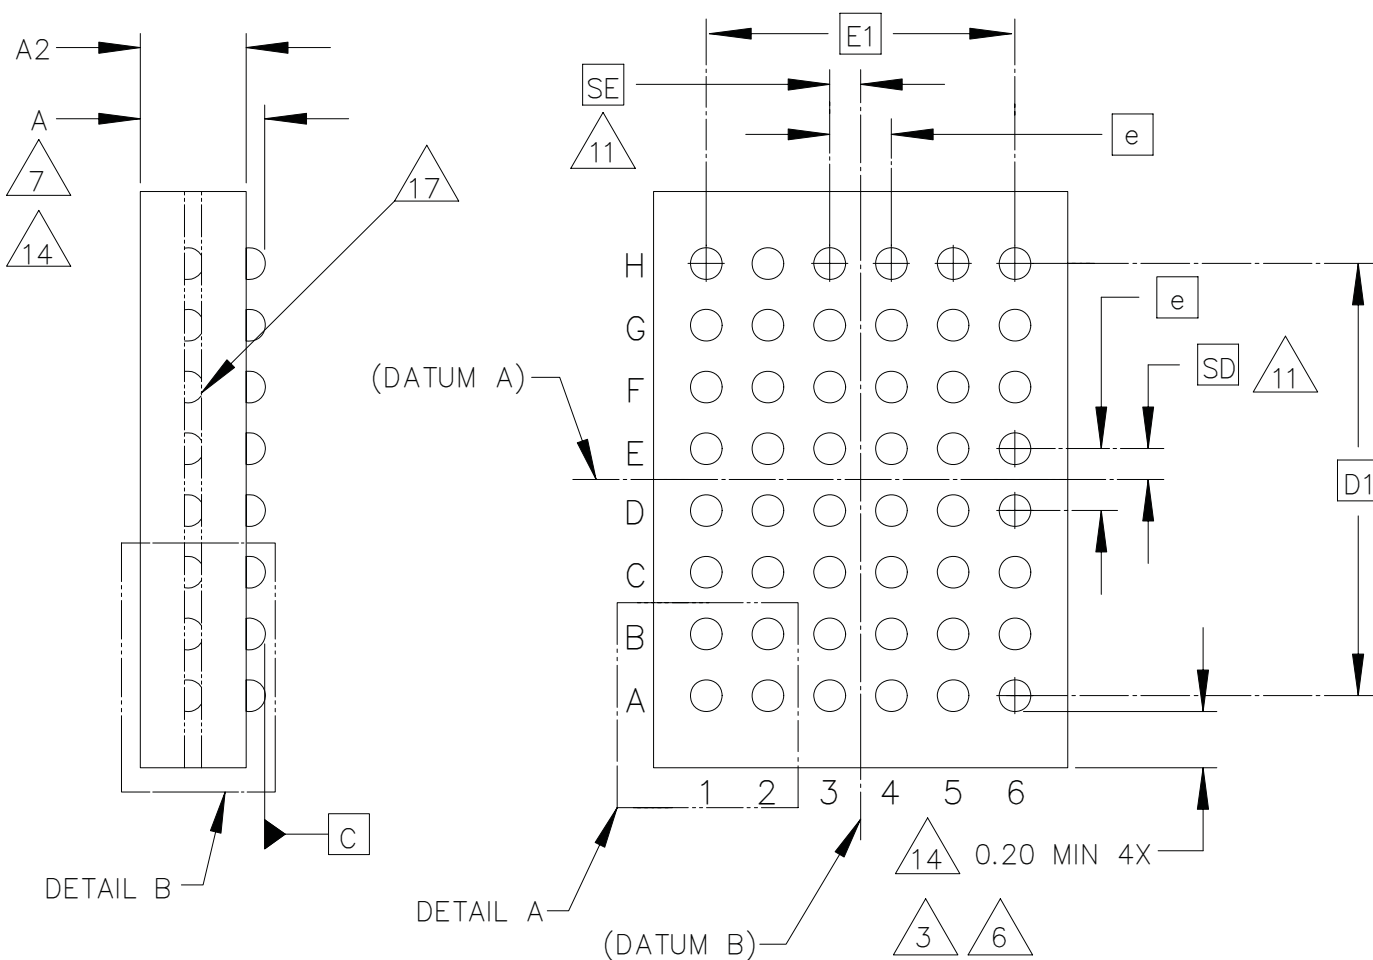 A2
E1
SE
A
11
e
7
17
14
H
e
G
SD
11
(DATUM A)
F
E
D1
D
C
B
A
1 2 3 4 5 6
C
14 0.20 MIN 4X
DETAIL B
DETAIL A
3 6
(DATUM B)